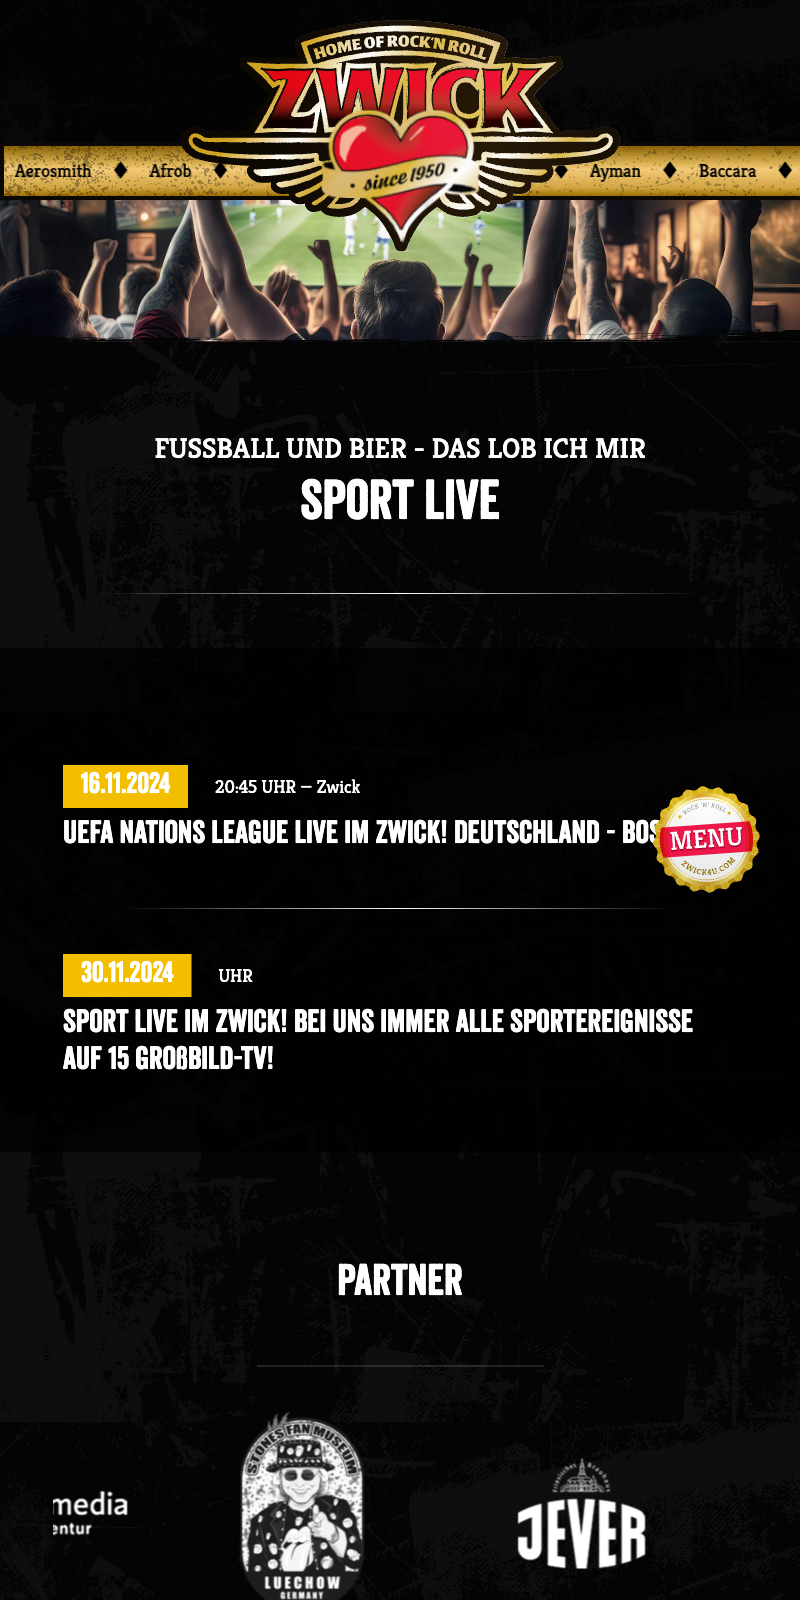 HOME OF ROCK'N ROLL
ZWICK
since 1950
Aerosmith ♦ Afrob ♦ ♦ Ayman ♦ Baccara ♦
FUSSBALL UND BIER - DAS LOB ICH MIR
SPORT LIVE
16.11.2024 20:45 UHR – Zwick
UEFA NATIONS LEAGUE LIVE IM ZWICK! DEUTSCHLAND - BOS
ROCK 'N' ROLL
MENU
ZWICK4U.COM
30.11.2024 UHR
SPORT LIVE IM ZWICK! BEI UNS IMMER ALLE SPORTEREIGNISSE
AUF 15 GROßBILD-TV!
PARTNER
media
entur
STONES FAN MUSEUM
LUECHOW
GERMANY
Friesisches Brauhaus
JEVER